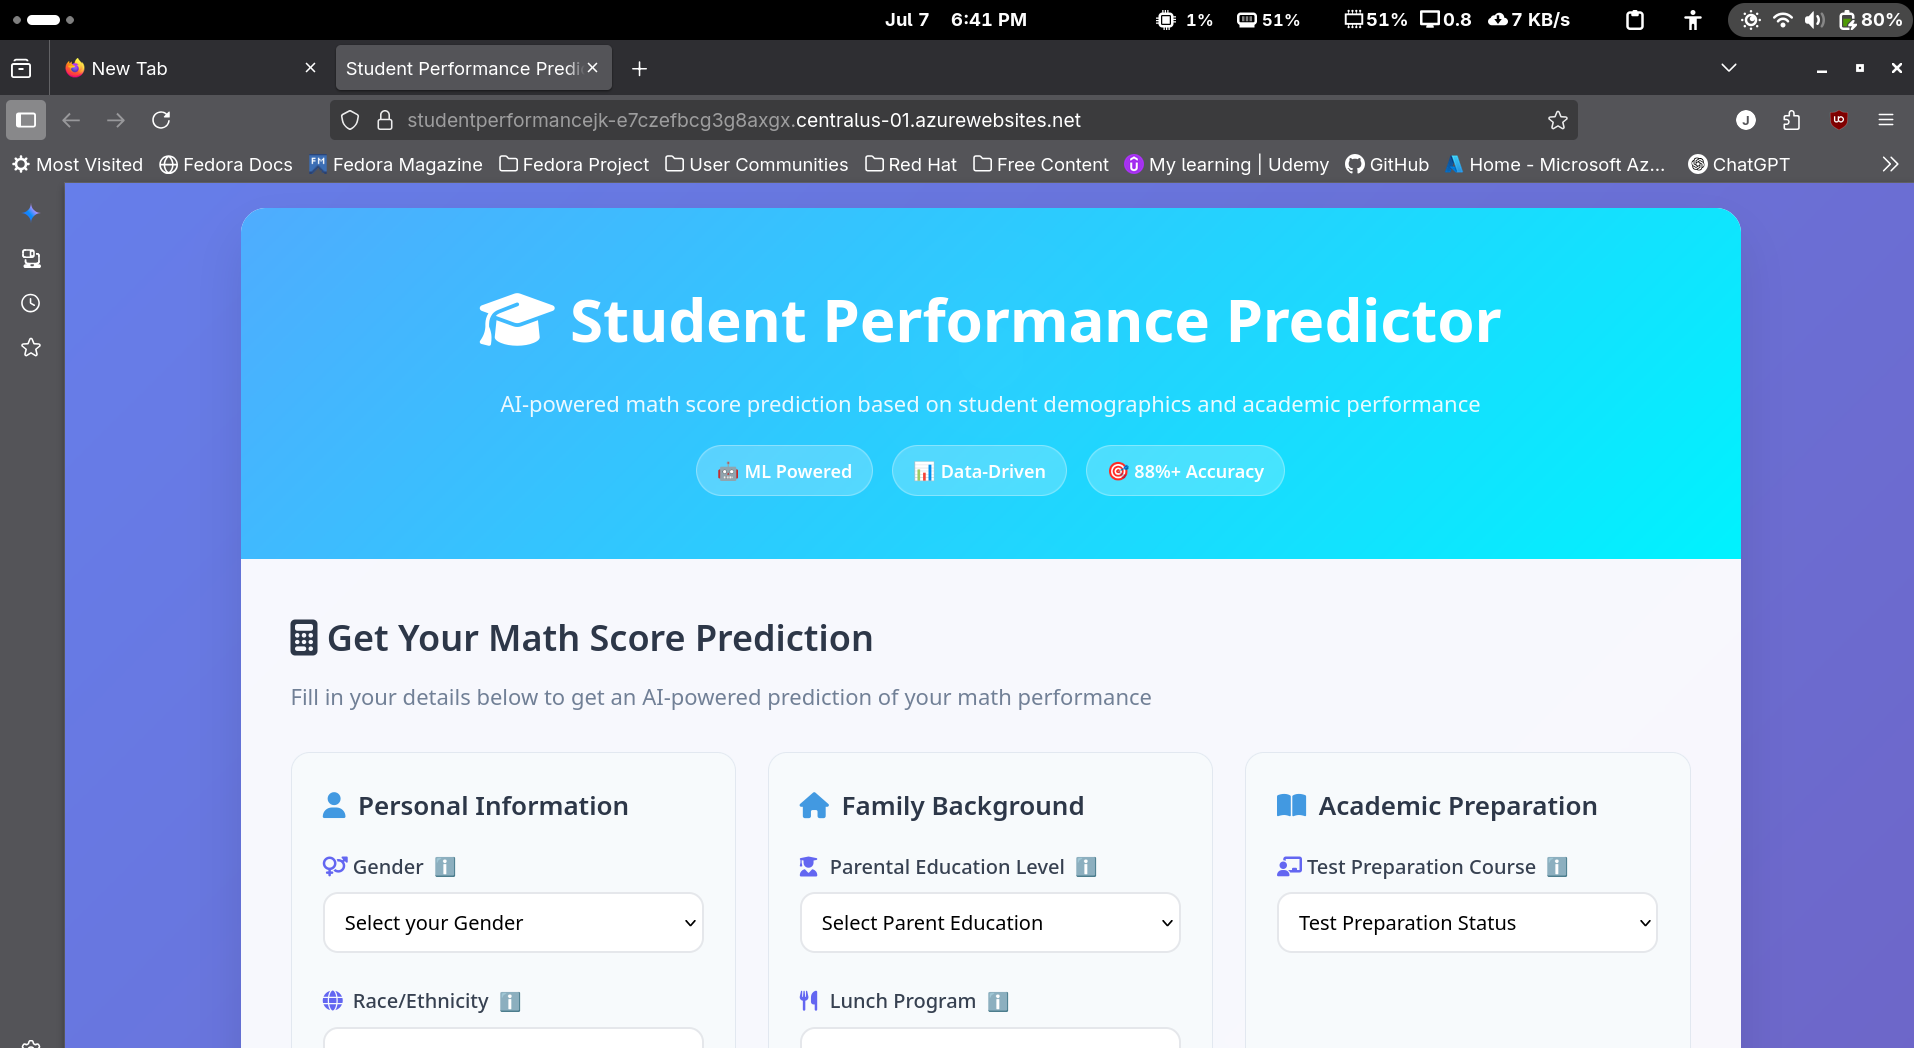 Jul 7 6:41 PM 1% 51% 51% 0.8 7 KB/s 80%
New Tab
Student Performance Predi
studentperformancejk-e7czefbcg3g8axgx.centralus-01.azurewebsites.net
J
Most Visited Fedora Docs Fedora Magazine Fedora Project User Communities Red Hat Free Content My learning | Udemy GitHub Home - Microsoft Az... ChatGPT
Student Performance Predictor
AI-powered math score prediction based on student demographics and academic performance
🤖 ML Powered 📊 Data-Driven 🎯 88%+ Accuracy
Get Your Math Score Prediction
Fill in your details below to get an AI-powered prediction of your math performance
Personal Information
Gender ℹ️
Select your Gender
Race/Ethnicity ℹ️
Family Background
Parental Education Level ℹ️
Select Parent Education
Lunch Program ℹ️
Academic Preparation
Test Preparation Course ℹ️
Test Preparation Status